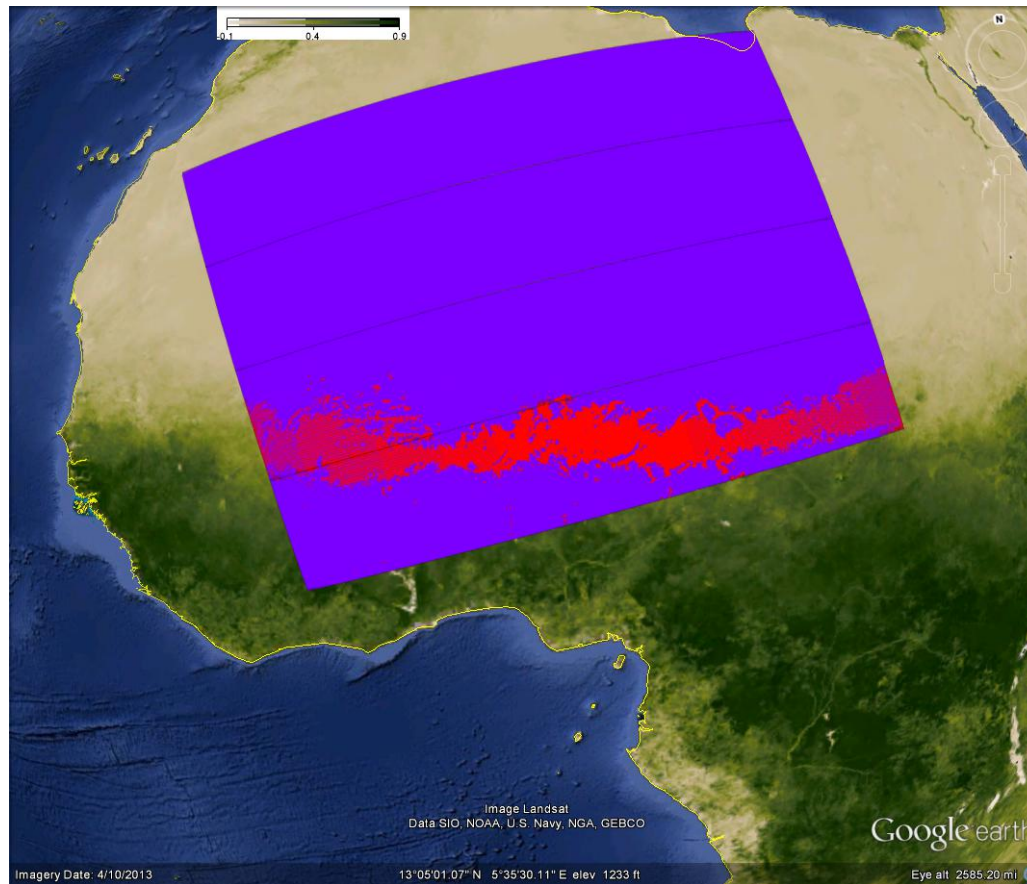 -0.1 0.4 0.9
N
Image Landsat
Data SIO, NOAA, U.S. Navy, NGA, GEBCO
Google earth
Imagery Date: 4/10/2013 13°05'01.07" N 5°35'30.11" E elev 1233 ft Eye alt 2585.20 mi